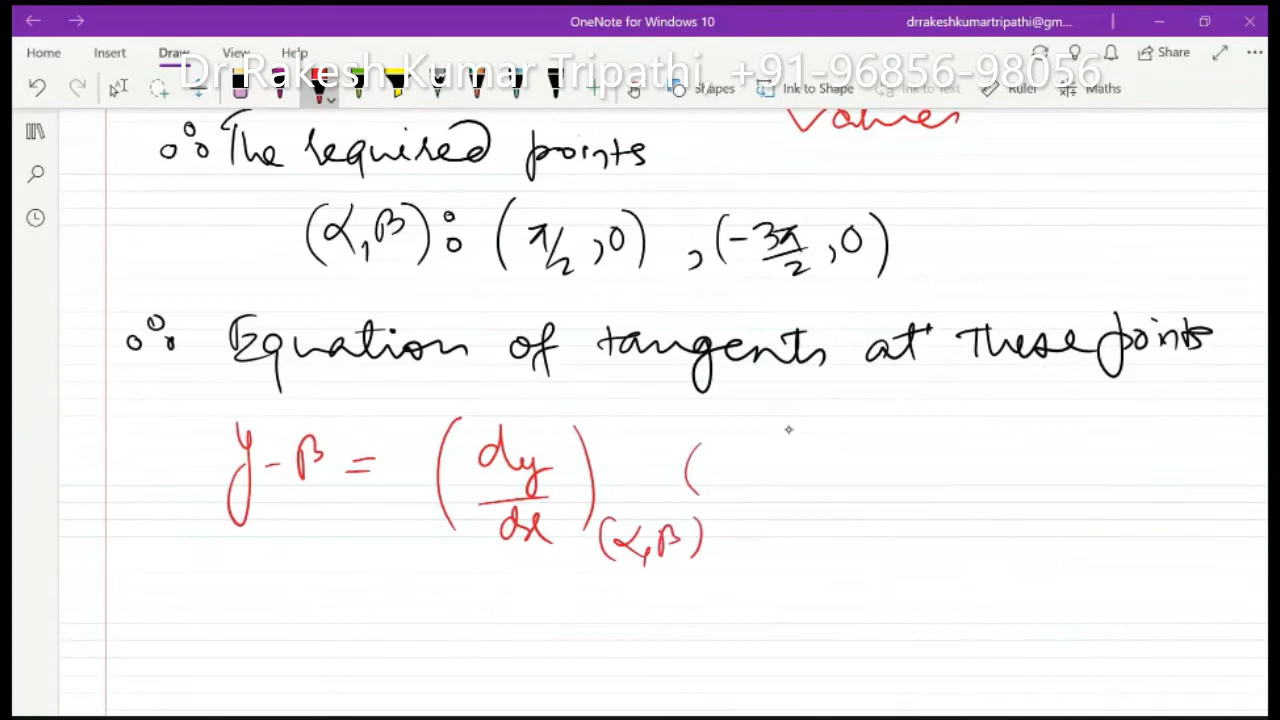 OneNote for Windows 10 drrakeshkumartripathi@gm...
Home Insert Draw View Help Share
Dr Rakesh Kumar Tripathi +91-96856-98056
Shapes Ink to Shape Ink to Text Ruler Maths
Values
∴ The required points
(α, β) : (π/2, 0), (-3π/2, 0)
∴ Equation of tangents at these points
y - β = (dy/dx)(α, β) (